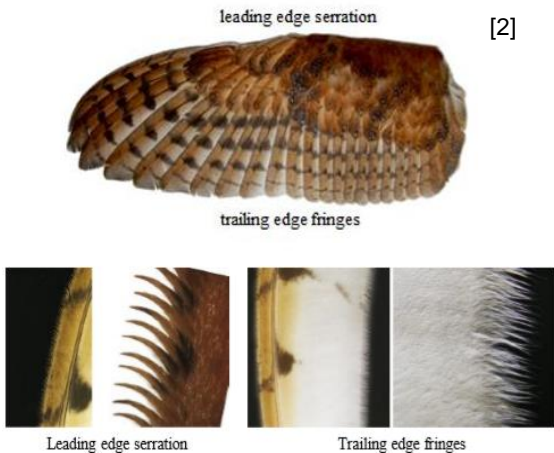 leading edge serration
[2]
trailing edge fringes
Leading edge serration
Trailing edge fringes